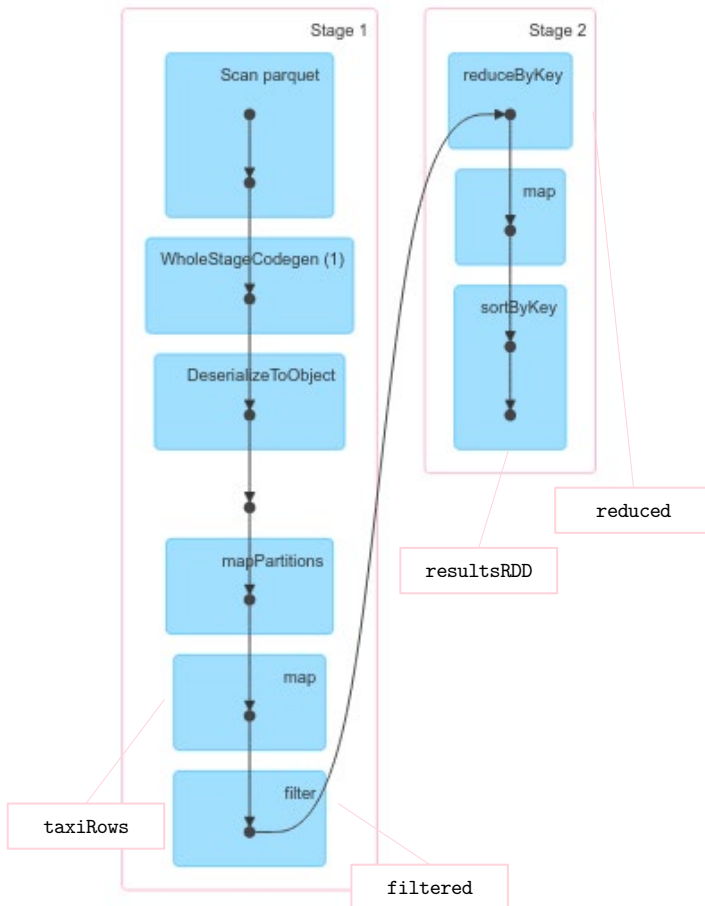 Stage 1
Scan parquet
WholeStageCodegen (1)
DeserializeToObject
mapPartitions
map
filter
taxiRows
filtered
Stage 2
reduceByKey
map
sortByKey
reduced
resultsRDD